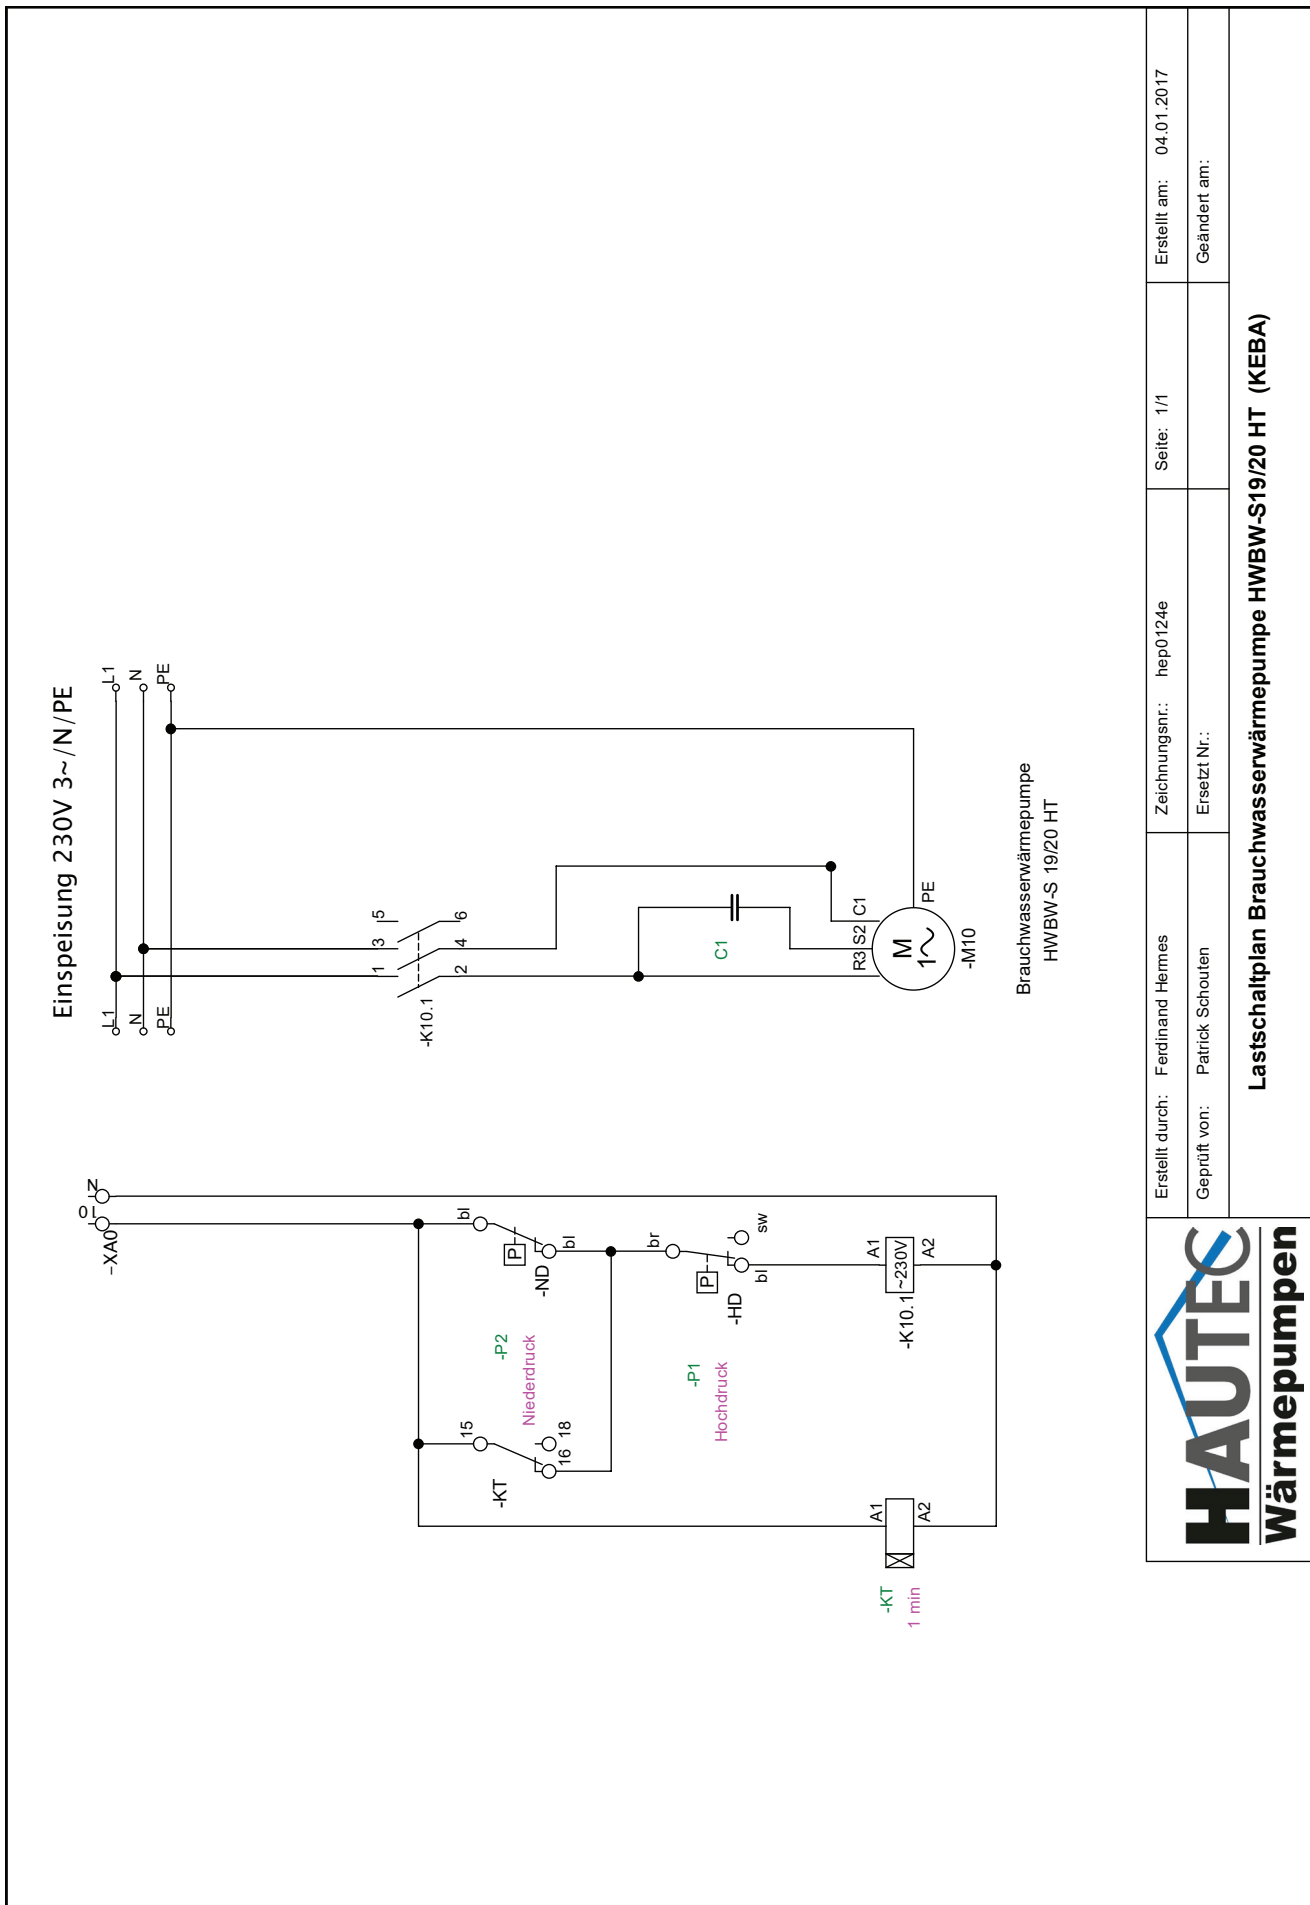 Einspeisung 230V 3~/N/PE
L1
N
PE
L1
N
PE
1
3
5
2
4
6
-K10.1
C1
R3
S2
C1
M
1~
PE
-M10
Brauchwasserwärmepumpe
HWBW-S 19/20 HT
-XA0
10
N
bl
P
bl
-ND
-P2
Niederdruck
15
16
18
-KT
br
P
bl
sw
-HD
-P1
Hochdruck
A1
~230V
A2
-K10.1
A1
A2
-KT
1 min
HAUTEC
Wärmepumpen
Erstellt durch: Ferdinand Hermes
Zeichnungsnr.: hep0124e
Seite: 1/1
Erstellt am: 04.01.2017
Geprüft von: Patrick Schouten
Ersetzt Nr.:
Geändert am:
Lastschaltplan Brauchwasserwärmepumpe HWBW-S19/20 HT (KEBA)